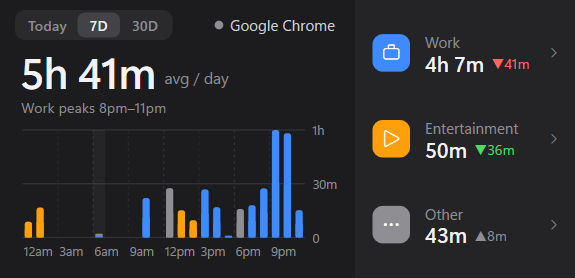 Today 7D 30D
Google Chrome
5h 41m avg / day
Work peaks 8pm–11pm
1h
30m
0
12am 3am 6am 9am 12pm 3pm 6pm 9pm
Work
4h 7m ▼41m
Entertainment
50m ▼36m
Other
43m ▲8m